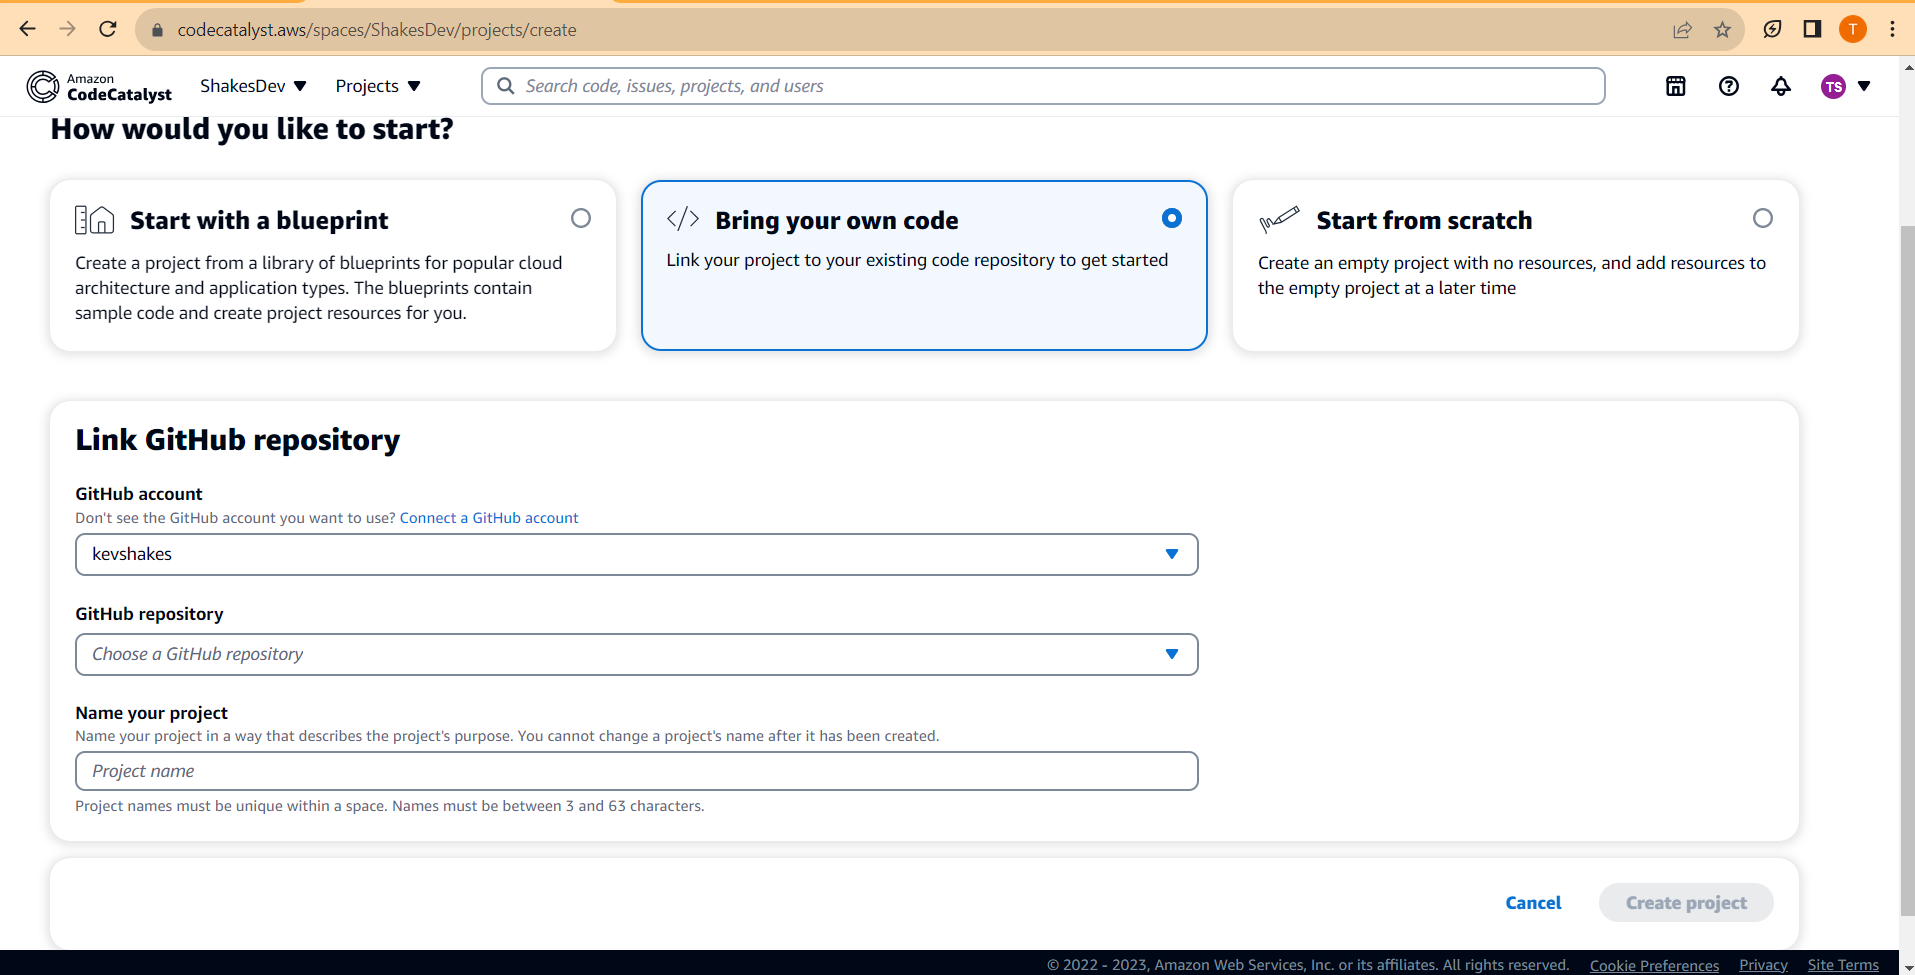 codecatalyst.aws/spaces/ShakesDev/projects/create
T
Amazon
CodeCatalyst
ShakesDev
Projects
Search code, issues, projects, and users
TS
How would you like to start?
Start with a blueprint
Create a project from a library of blueprints for popular cloud
architecture and application types. The blueprints contain
sample code and create project resources for you.
Bring your own code
Link your project to your existing code repository to get started
Start from scratch
Create an empty project with no resources, and add resources to
the empty project at a later time
Link GitHub repository
GitHub account
Don't see the GitHub account you want to use? Connect a GitHub account
kevshakes
GitHub repository
Choose a GitHub repository
Name your project
Name your project in a way that describes the project's purpose. You cannot change a project's name after it has been created.
Project name
Project names must be unique within a space. Names must be between 3 and 63 characters.
Cancel
Create project
© 2022 - 2023, Amazon Web Services, Inc. or its affiliates. All rights reserved. Cookie Preferences Privacy Site Terms